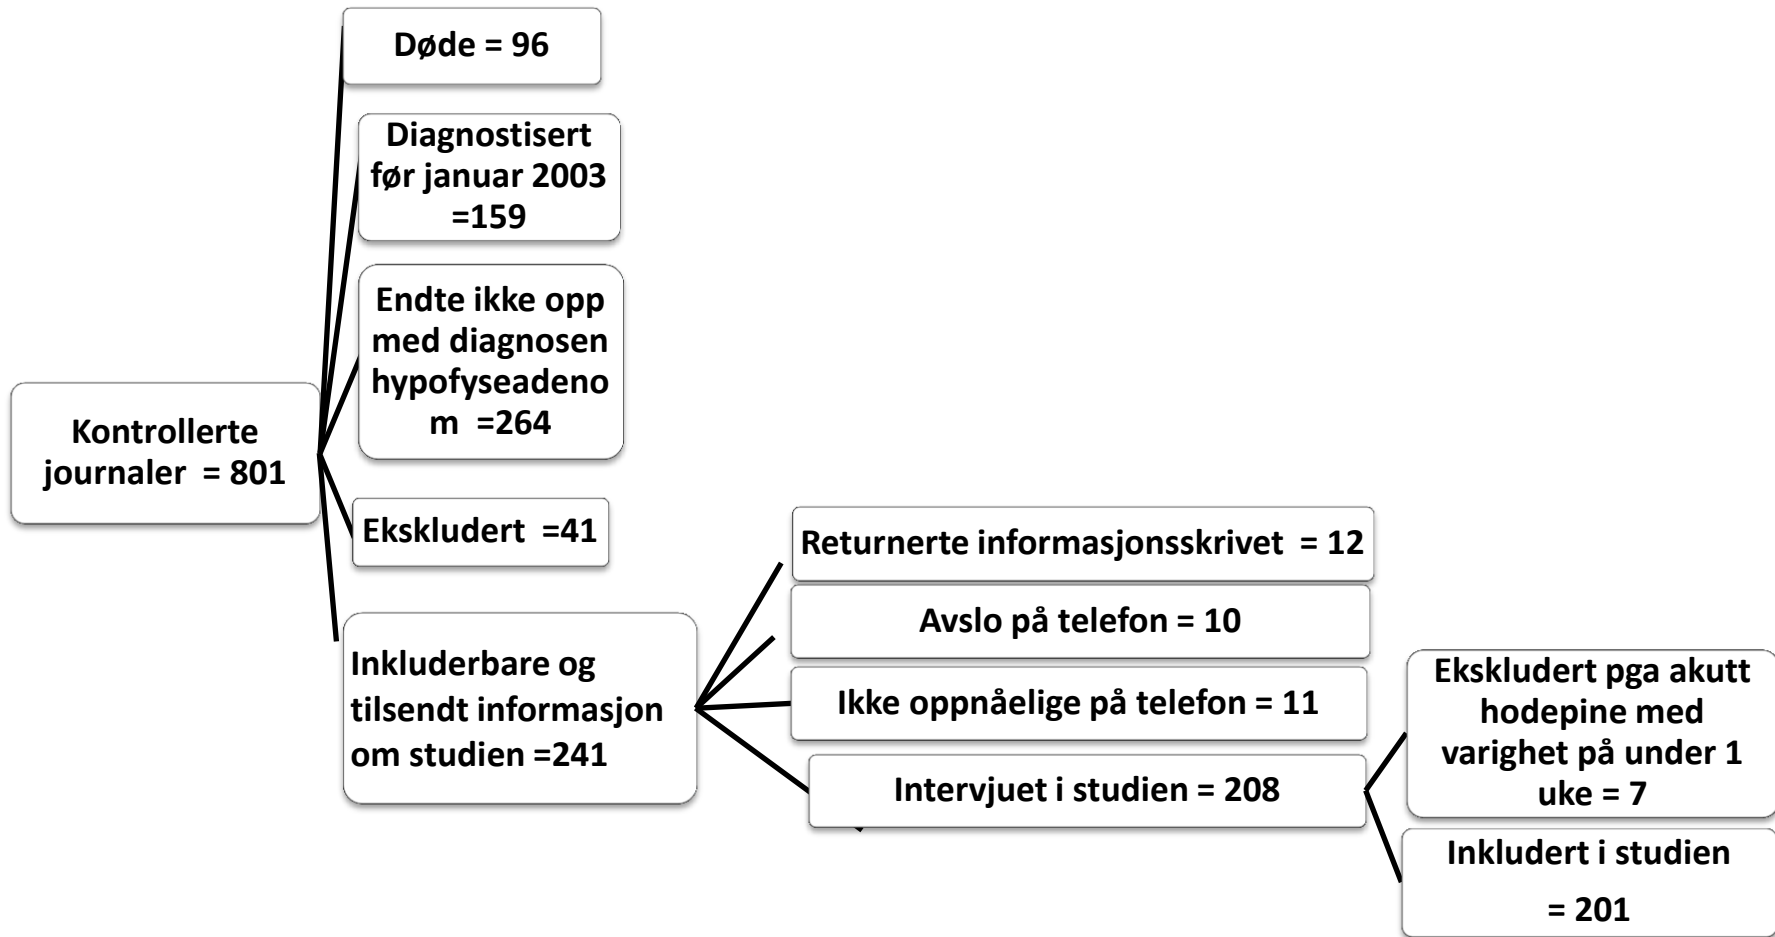 Døde = 96
Diagnostisert
før januar 2003
=159
Endte ikke opp
med diagnosen
hypofyseadeno
m =264
Kontrollerte
journaler = 801
Ekskludert =41
Inkluderbare og
tilsendt informasjon
om studien =241
Returnerte informasjonsskrivet = 12
Avslo på telefon = 10
Ikke oppnåelige på telefon = 11
Intervjuet i studien = 208
Ekskludert pga akutt
hodepine med
varighet på under 1
uke = 7
Inkludert i studien
= 201